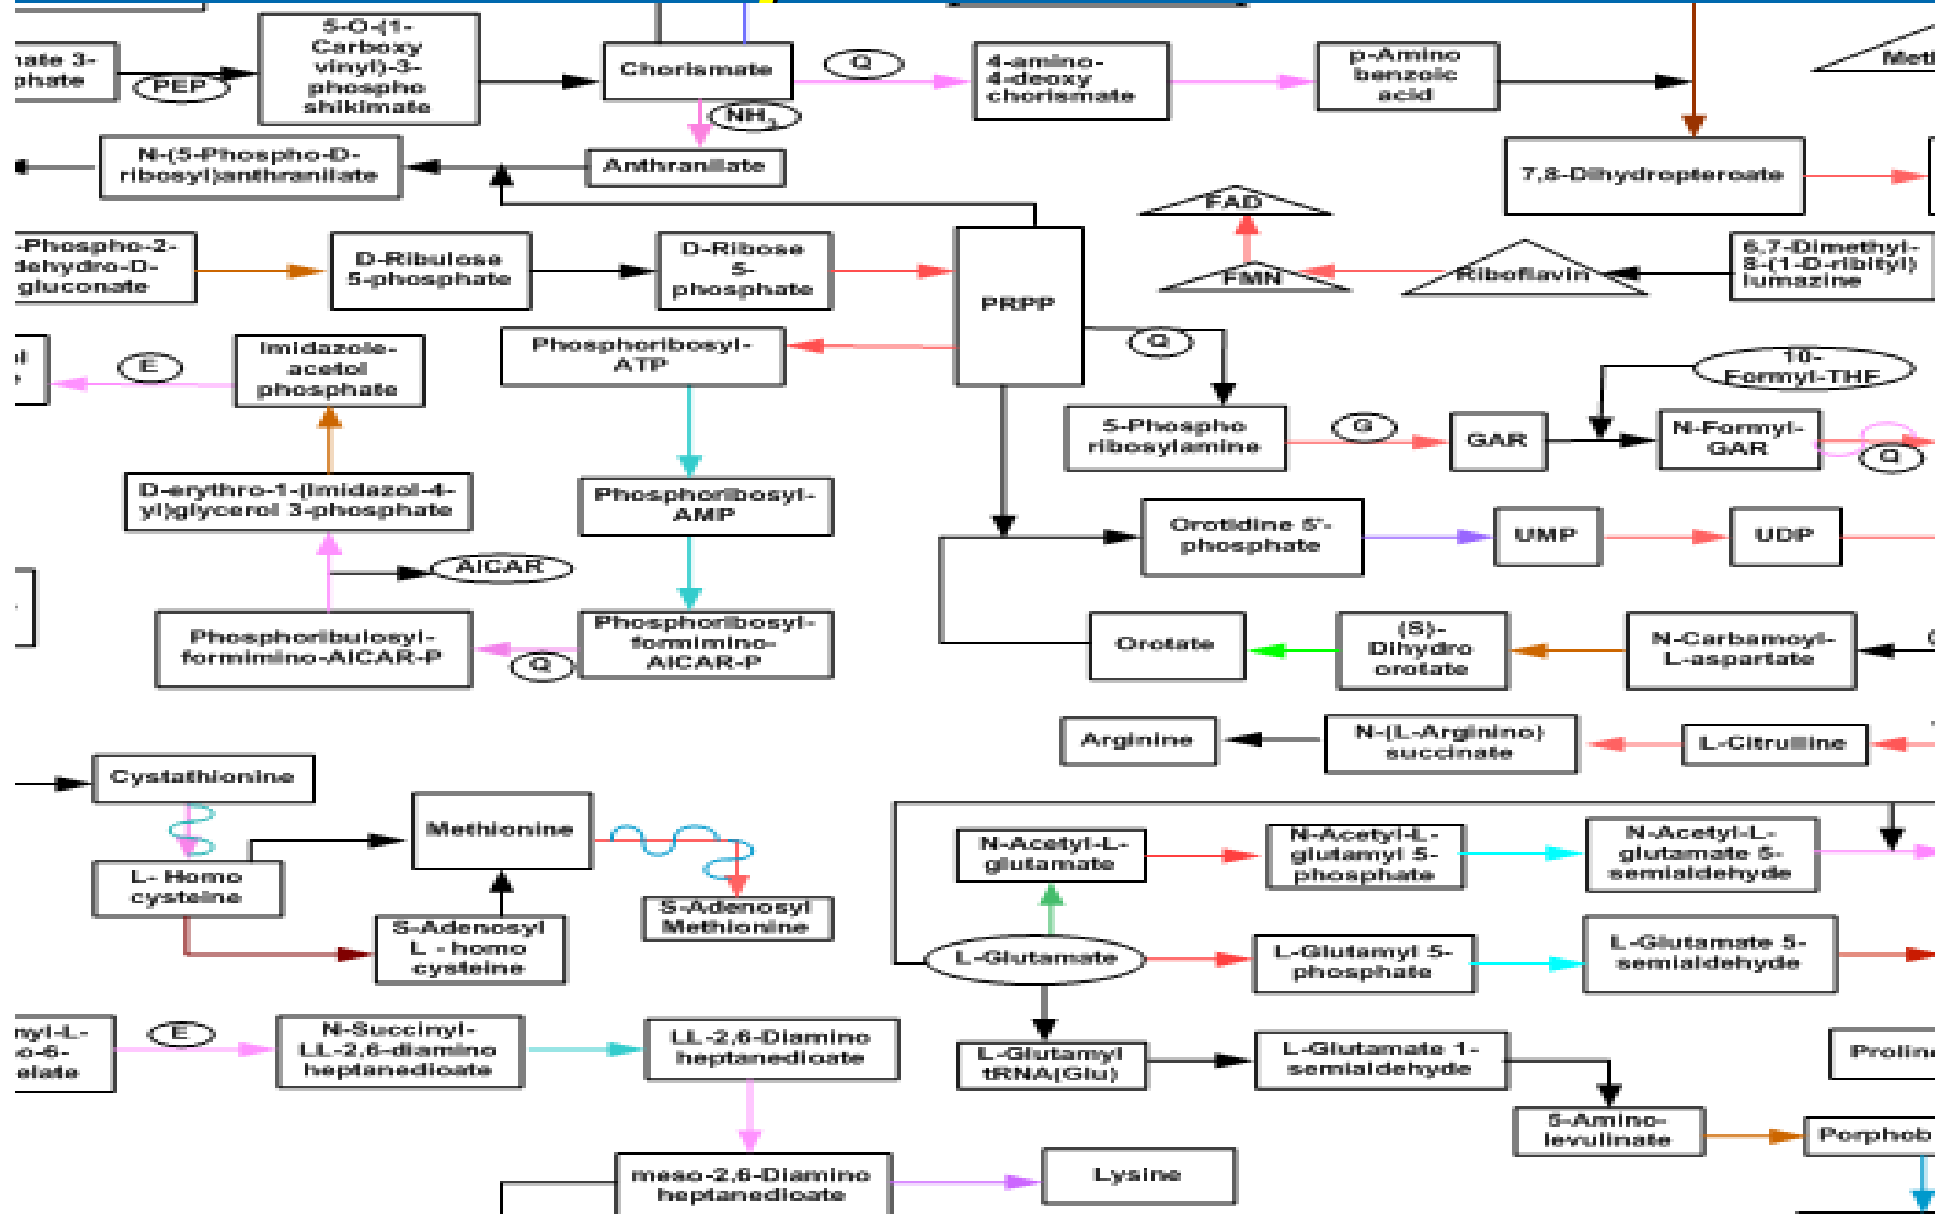 5-O-(1-
Carboxy
vinyl)-3-
phospho
shikimate
PEP
Chorismate
Q
4-amino-
4-deoxy
chorismate
p-Amino
benzoic
acid
NH3
N-(5-Phospho-D-
ribosyl)anthranilate
Anthranilate
7,8-Dihydropteroate
FAD
-Phospho-2-
dehydro-D-
gluconate
D-Ribulose
5-phosphate
D-Ribose
5-
phosphate
PRPP
FMN
Riboflavin
6,7-Dimethyl-
8-(1-D-ribityl)
lumazine
E
Imidazole-
acetol
phosphate
Phosphoribosyl-
ATP
Q
10-
Formyl-THF
5-Phospho
ribosylamine
G
GAR
N-Formyl-
GAR
Q
D-erythro-1-(Imidazol-4-
yl)glycerol 3-phosphate
Phosphoribosyl-
AMP
Orotidine 5'-
phosphate
UMP
UDP
AICAR
Phosphoribulosyl-
formimino-AICAR-P
Q
Phosphoribosyl-
formimino-
AICAR-P
Orotate
(S)-
Dihydro
orotate
N-Carbamoyl-
L-aspartate
Arginine
N-(L-Arginino)
succinate
L-Citrulline
Cystathionine
Methionine
N-Acetyl-L-
glutamate
N-Acetyl-L-
glutamyl 5-
phosphate
N-Acetyl-L-
glutamate 5-
semialdehyde
L- Homo
cysteine
S-Adenosyl
L - homo
cysteine
S-Adenosyl
Methionine
L-Glutamate
L-Glutamyl 5-
phosphate
L-Glutamate 5-
semialdehyde
E
N-Succinyl-
LL-2,6-diamino
heptanedioate
LL-2,6-Diamino
heptanedioate
L-Glutamyl
tRNA(Glu)
L-Glutamate 1-
semialdehyde
Proline
5-Amino-
levulinate
Porphob
meso-2,6-Diamino
heptanedioate
Lysine